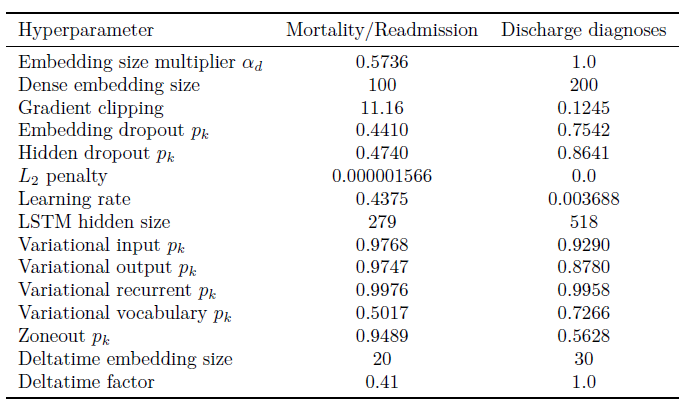 Hyperparameter Mortality/Readmission Discharge diagnoses
Embedding size multiplier α_d 0.5736 1.0
Dense embedding size 100 200
Gradient clipping 11.16 0.1245
Embedding dropout p_k 0.4410 0.7542
Hidden dropout p_k 0.4740 0.8641
L_2 penalty 0.000001566 0.0
Learning rate 0.4375 0.003688
LSTM hidden size 279 518
Variational input p_k 0.9768 0.9290
Variational output p_k 0.9747 0.8780
Variational recurrent p_k 0.9976 0.9958
Variational vocabulary p_k 0.5017 0.7266
Zoneout p_k 0.9489 0.5628
Deltatime embedding size 20 30
Deltatime factor 0.41 1.0